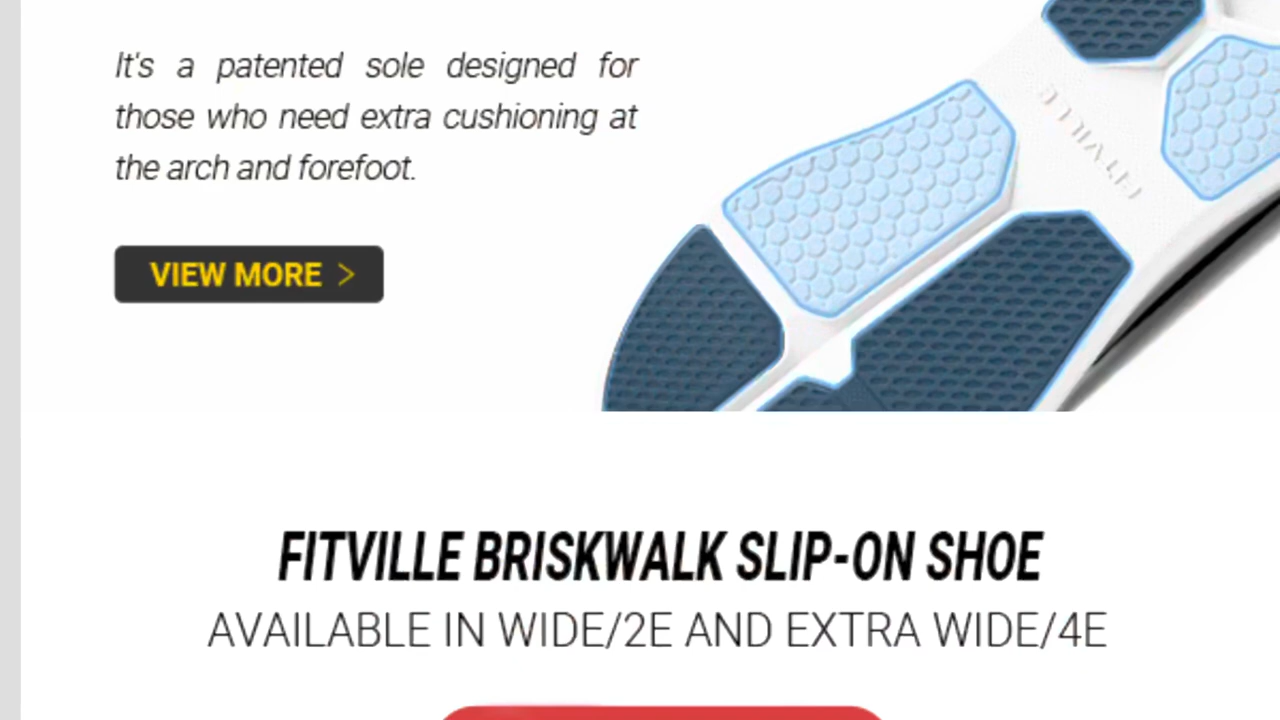 It's a patented sole designed for
those who need extra cushioning at
the arch and forefoot.
VIEW MORE >
FITVILLE
FITVILLE BRISKWALK SLIP-ON SHOE
AVAILABLE IN WIDE/2E AND EXTRA WIDE/4E